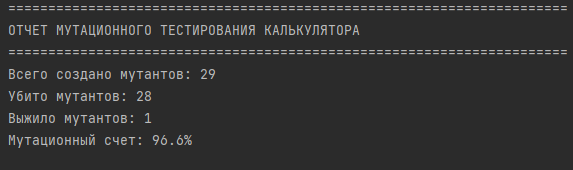 ======================================================================
ОТЧЕТ МУТАЦИОННОГО ТЕСТИРОВАНИЯ КАЛЬКУЛЯТОРА
======================================================================
Всего создано мутантов: 29
Убито мутантов: 28
Выжило мутантов: 1
Мутационный счет: 96.6%